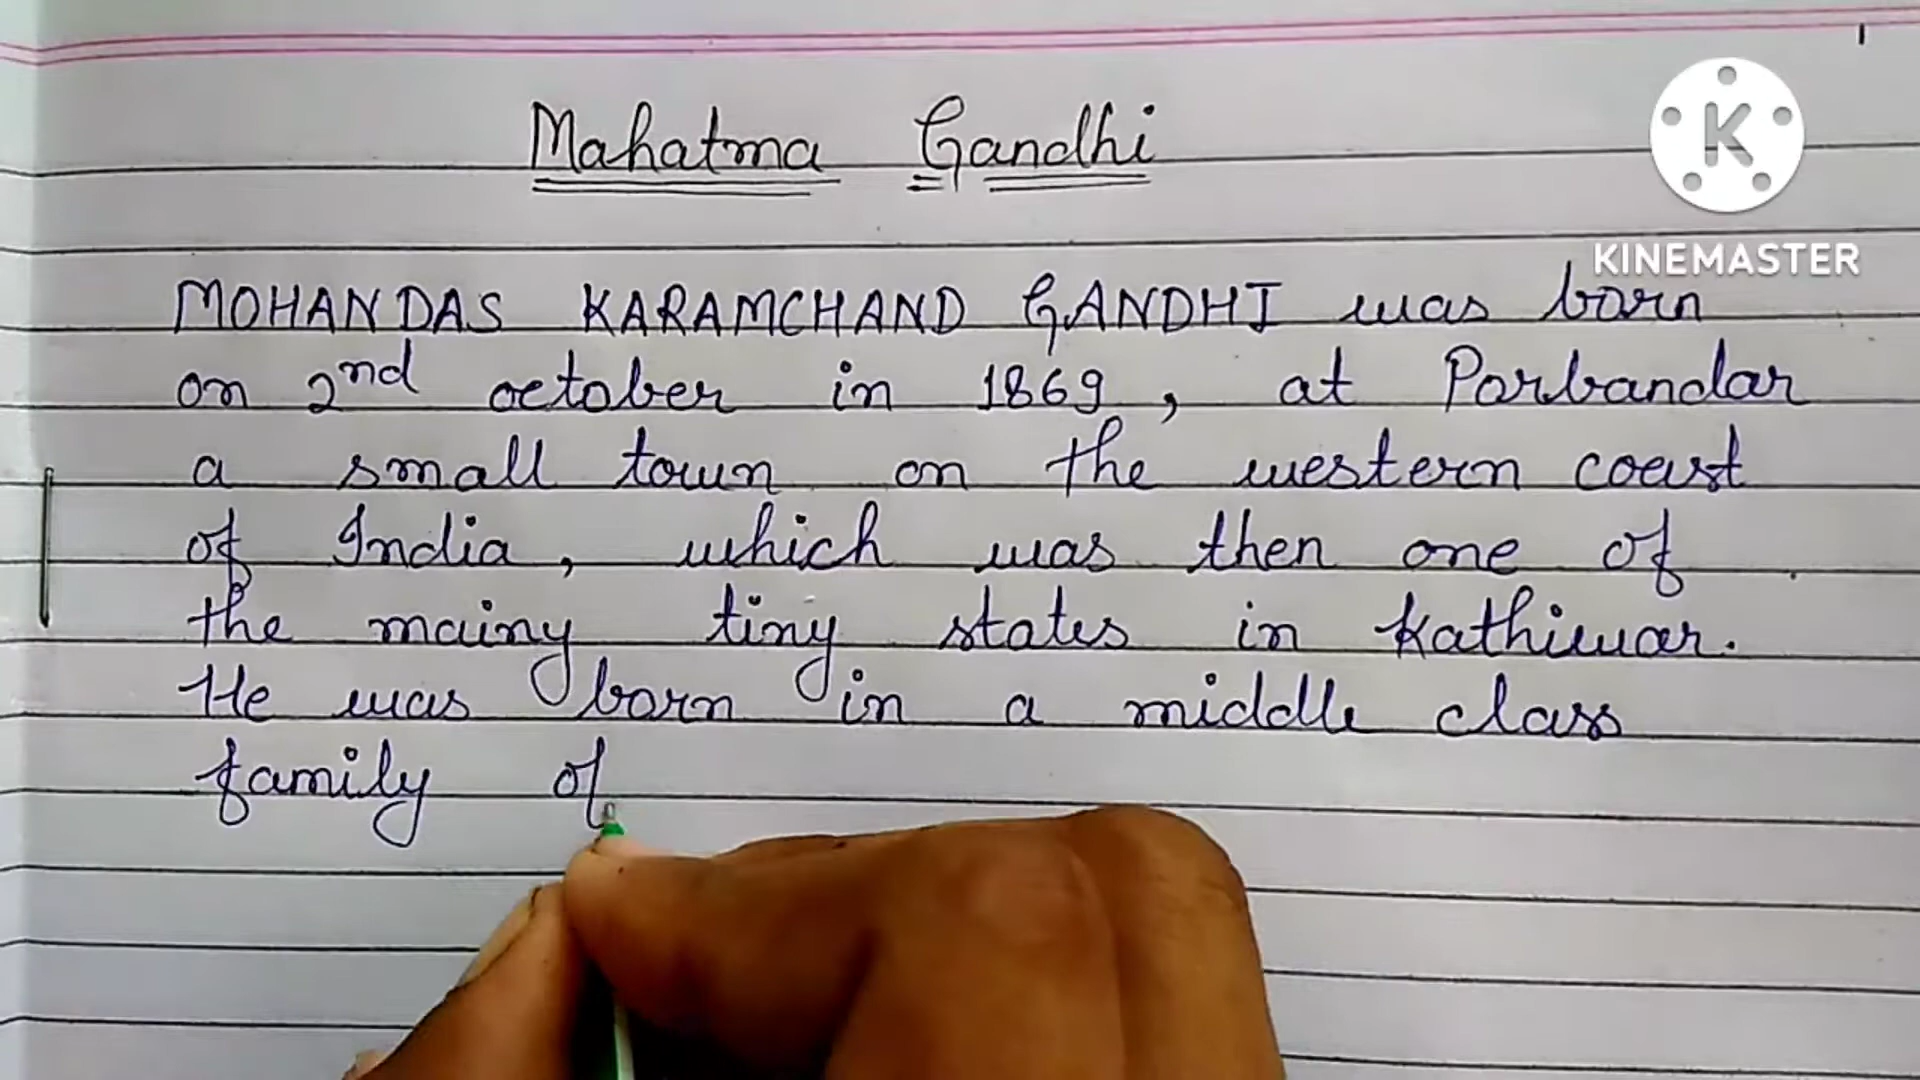 Mahatma Gandhi
KINEMASTER
MOHANDAS KARAMCHAND GANDHI was born
on 2nd october in 1869, at Porbandar
a small town on the western coast
of India, which was then one of
the mainy tiny states in Kathiwar.
He was born in a middle class
family of